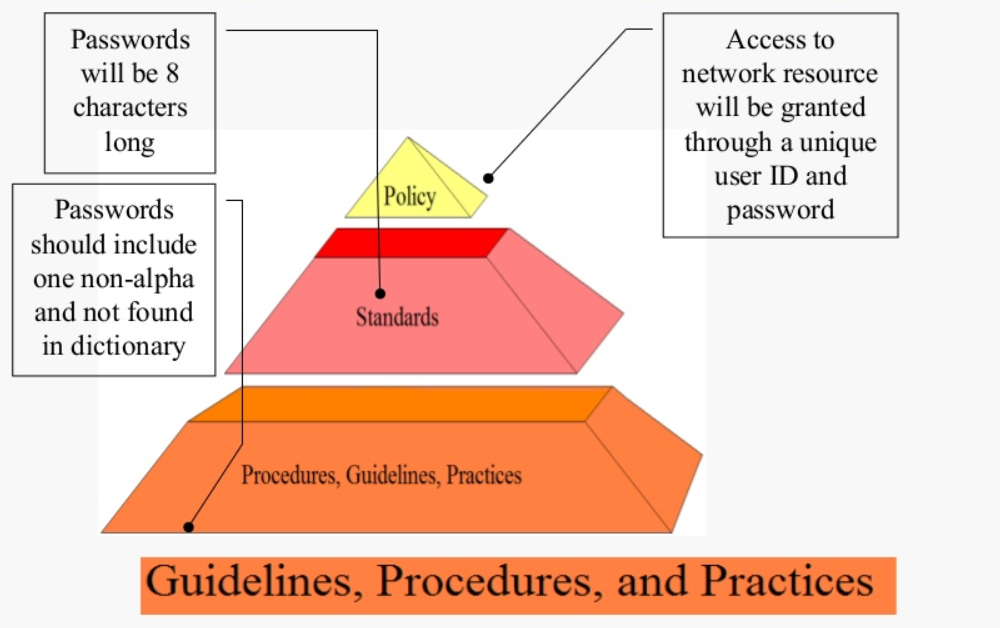 Passwords
will be 8
characters
long
Access to
network resource
will be granted
through a unique
user ID and
password
Passwords
should include
one non-alpha
and not found
in dictionary
Policy
Standards
Procedures, Guidelines, Practices
Guidelines, Procedures, and Practices